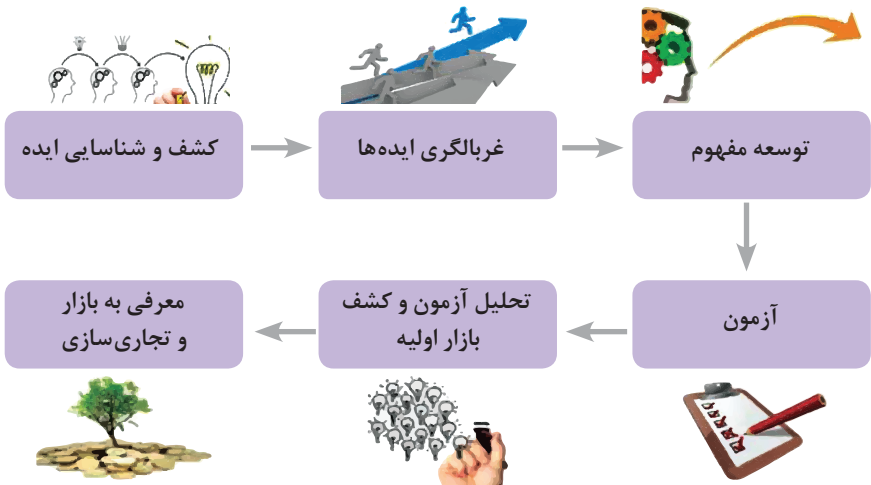 کشف و شناسایی ایده
غربالگری ایده‌ها
توسعه مفهوم
آزمون
تحلیل آزمون و کشف
بازار اولیه
معرفی به بازار
و تجاری‌سازی